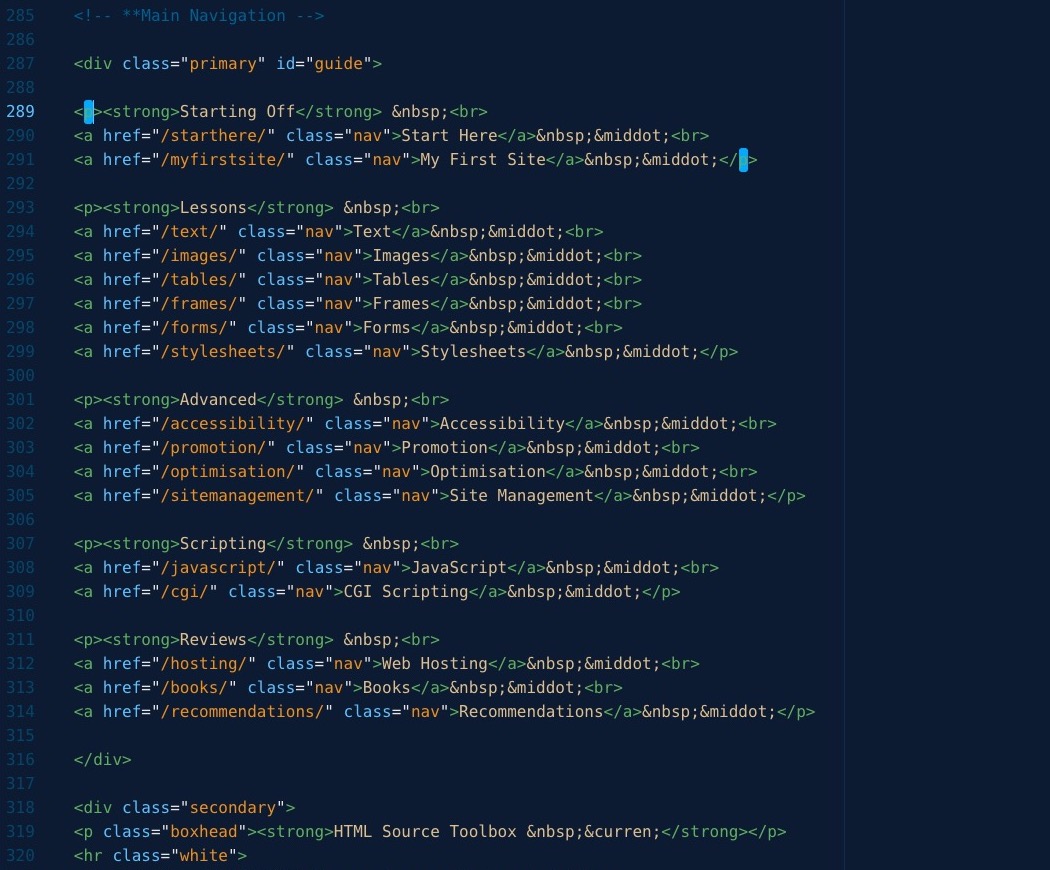 285 <!-- **Main Navigation -->
286
287 <div class="primary" id="guide">
288
289 <p><strong>Starting Off</strong> &nbsp;<br>
290 <a href="/starthere/" class="nav">Start Here</a>&nbsp;&middot;<br>
291 <a href="/myfirstsite/" class="nav">My First Site</a>&nbsp;&middot;</p>
292
293 <p><strong>Lessons</strong> &nbsp;<br>
294 <a href="/text/" class="nav">Text</a>&nbsp;&middot;<br>
295 <a href="/images/" class="nav">Images</a>&nbsp;&middot;<br>
296 <a href="/tables/" class="nav">Tables</a>&nbsp;&middot;<br>
297 <a href="/frames/" class="nav">Frames</a>&nbsp;&middot;<br>
298 <a href="/forms/" class="nav">Forms</a>&nbsp;&middot;<br>
299 <a href="/stylesheets/" class="nav">Stylesheets</a>&nbsp;&middot;</p>
300
301 <p><strong>Advanced</strong> &nbsp;<br>
302 <a href="/accessibility/" class="nav">Accessibility</a>&nbsp;&middot;<br>
303 <a href="/promotion/" class="nav">Promotion</a>&nbsp;&middot;<br>
304 <a href="/optimisation/" class="nav">Optimisation</a>&nbsp;&middot;<br>
305 <a href="/sitemanagement/" class="nav">Site Management</a>&nbsp;&middot;</p>
306
307 <p><strong>Scripting</strong> &nbsp;<br>
308 <a href="/javascript/" class="nav">JavaScript</a>&nbsp;&middot;<br>
309 <a href="/cgi/" class="nav">CGI Scripting</a>&nbsp;&middot;</p>
310
311 <p><strong>Reviews</strong> &nbsp;<br>
312 <a href="/hosting/" class="nav">Web Hosting</a>&nbsp;&middot;<br>
313 <a href="/books/" class="nav">Books</a>&nbsp;&middot;<br>
314 <a href="/recommendations/" class="nav">Recommendations</a>&nbsp;&middot;</p>
315
316 </div>
317
318 <div class="secondary">
319 <p class="boxhead"><strong>HTML Source Toolbox &nbsp;&curren;</strong></p>
320 <hr class="white">